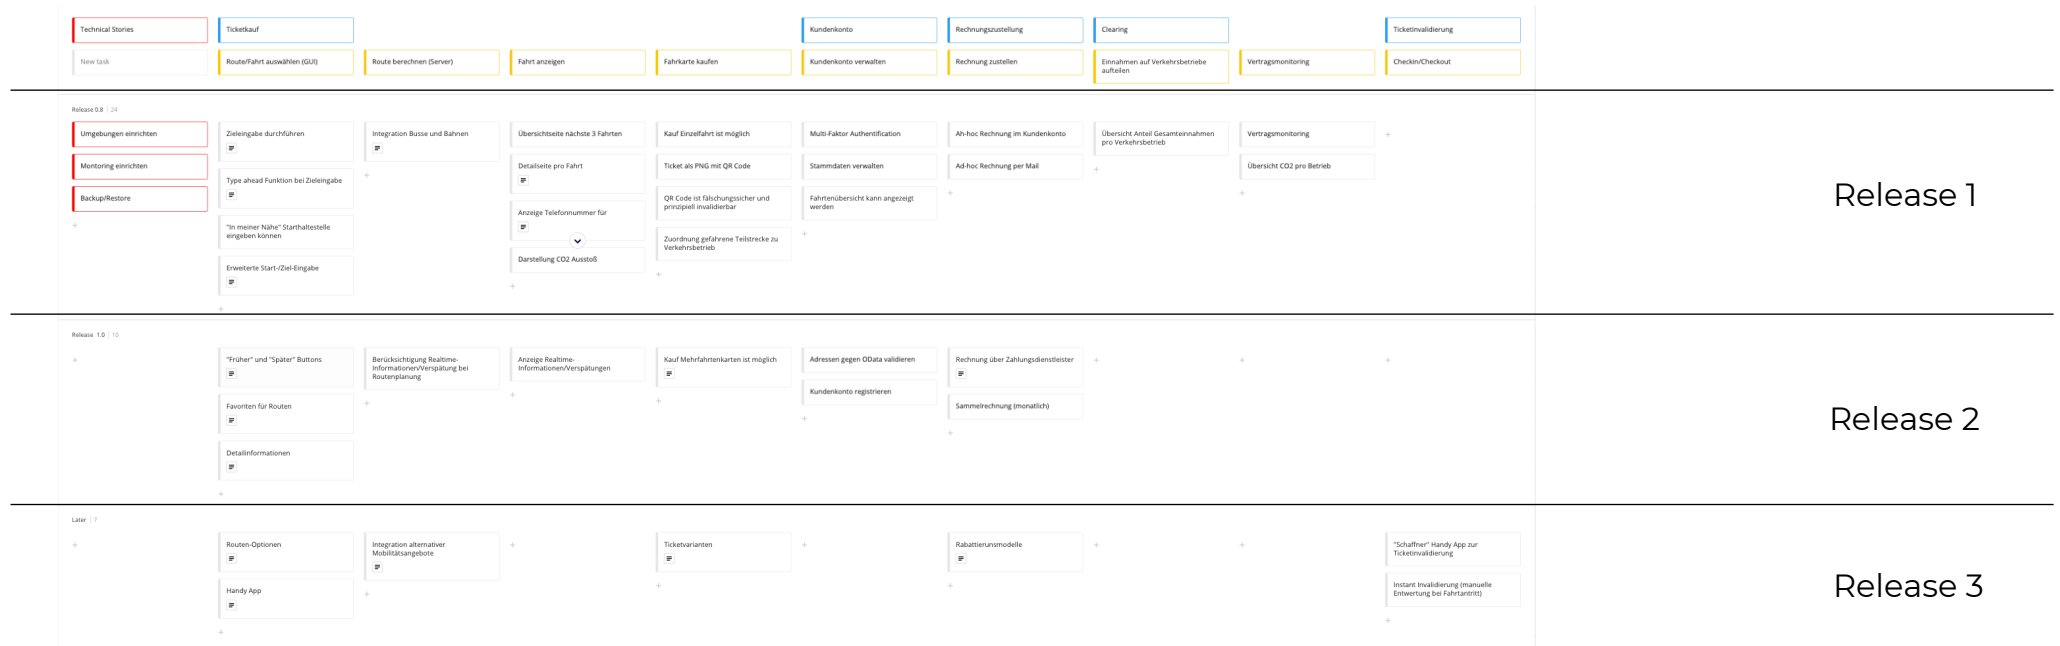 Technical Stories
Ticketkauf
Kundenkonto
Rechnungszustellung
Clearing
Ticketinvalidierung
New task
Route/Fahrt auswählen (GUI)
Route berechnen (Server)
Fahrt anzeigen
Fahrkarte kaufen
Kundenkonto verwalten
Rechnung zustellen
Einnahmen auf Verkehrsbetriebe
aufteilen
Vertragsmonitoring
Checkin/Checkout
Release 0.8 | 24
Umgebungen einrichten
Montoring einrichten
Backup/Restore
Zieleingabe durchführen
Type ahead Funktion bei Zieleingabe
"In meiner Nähe" Starthaltestelle
eingeben können
Erweiterte Start-/Ziel-Eingabe
Integration Busse und Bahnen
Übersichtseite nächste 3 Fahrten
Detailseite pro Fahrt
Anzeige Telefonnummer für
Darstellung CO2 Ausstoß
Kauf Einzelfahrt ist möglich
Ticket als PNG mit QR Code
QR Code ist fälschungssicher und
prinzipiell invalidierbar
Zuordnung gefahrene Teilstrecke zu
Verkehrsbetrieb
Multi-Faktor Authentification
Stammdaten verwalten
Fahrtenübersicht kann angezeigt
werden
Ah-hoc Rechnung im Kundenkonto
Ad-hoc Rechnung per Mail
Übersicht Anteil Gesamteinnahmen
pro Verkehrsbetrieb
Vertragsmonitoring
Übersicht CO2 pro Betrieb
Release 1
Release 1.0 | 10
"Früher" und "Später" Buttons
Favoriten für Routen
Detailinformationen
Berücksichtigung Realtime-
Informationen/Verspätung bei
Routenplanung
Anzeige Realtime-
Informationen/Verspätungen
Kauf Mehrfahrtenkarten ist möglich
Adressen gegen OData validieren
Kundenkonto registrieren
Rechnung über Zahlungsdienstleister
Sammelrechnung (monatlich)
Release 2
Later | 7
Routen-Optionen
Handy App
Integration alternativer
Mobilitätsangebote
Ticketvarianten
Rabattierunsmodelle
"Schaffner" Handy App zur
Ticketinvalidierung
Instant Invalidierung (manuelle
Entwertung bei Fahrtantritt)
Release 3